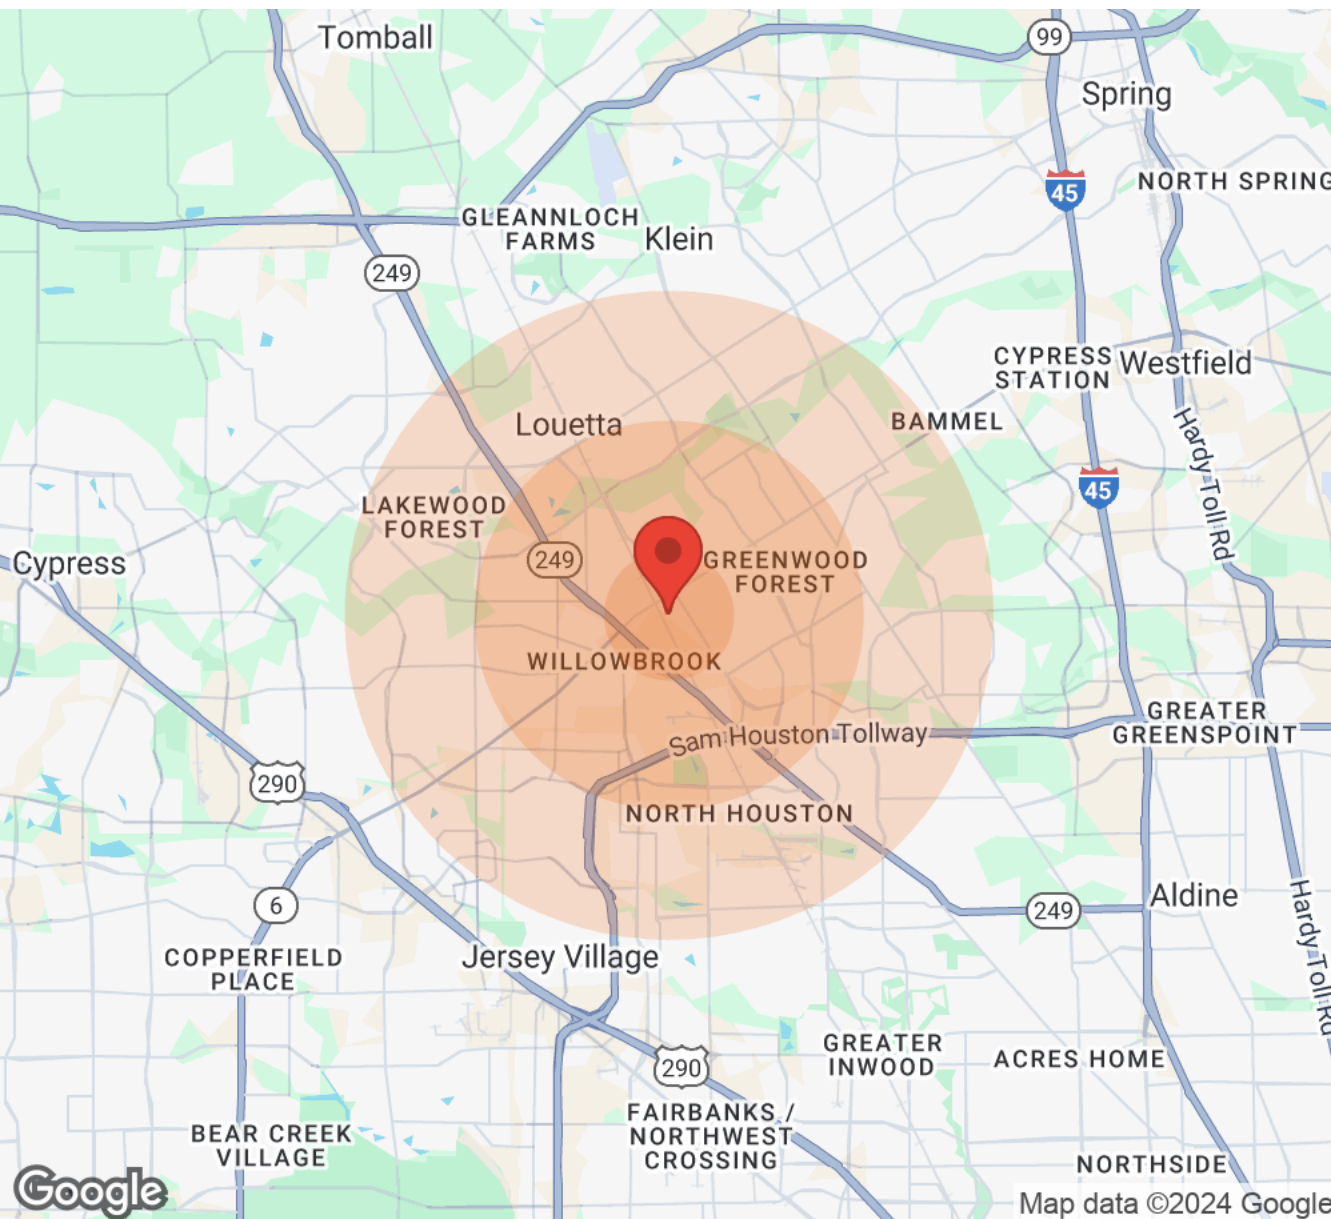 Tomball
99
Spring
45
NORTH SPRING
GLEANNLOCH
FARMS
Klein
249
CYPRESS
STATION
Westfield
Louetta
BAMMEL
Hardy Toll Rd
45
LAKEWOOD
FOREST
249
GREENWOOD
FOREST
Cypress
WILLOWBROOK
GREATER
GREENSPOINT
Sam Houston Tollway
290
NORTH HOUSTON
6
249
Aldine
Hardy Toll Rd
COPPERFIELD
PLACE
Jersey Village
GREATER
INWOOD
ACRES HOME
290
FAIRBANKS /
NORTHWEST
CROSSING
BEAR CREEK
VILLAGE
NORTHSIDE
Google
Map data ©2024 Google